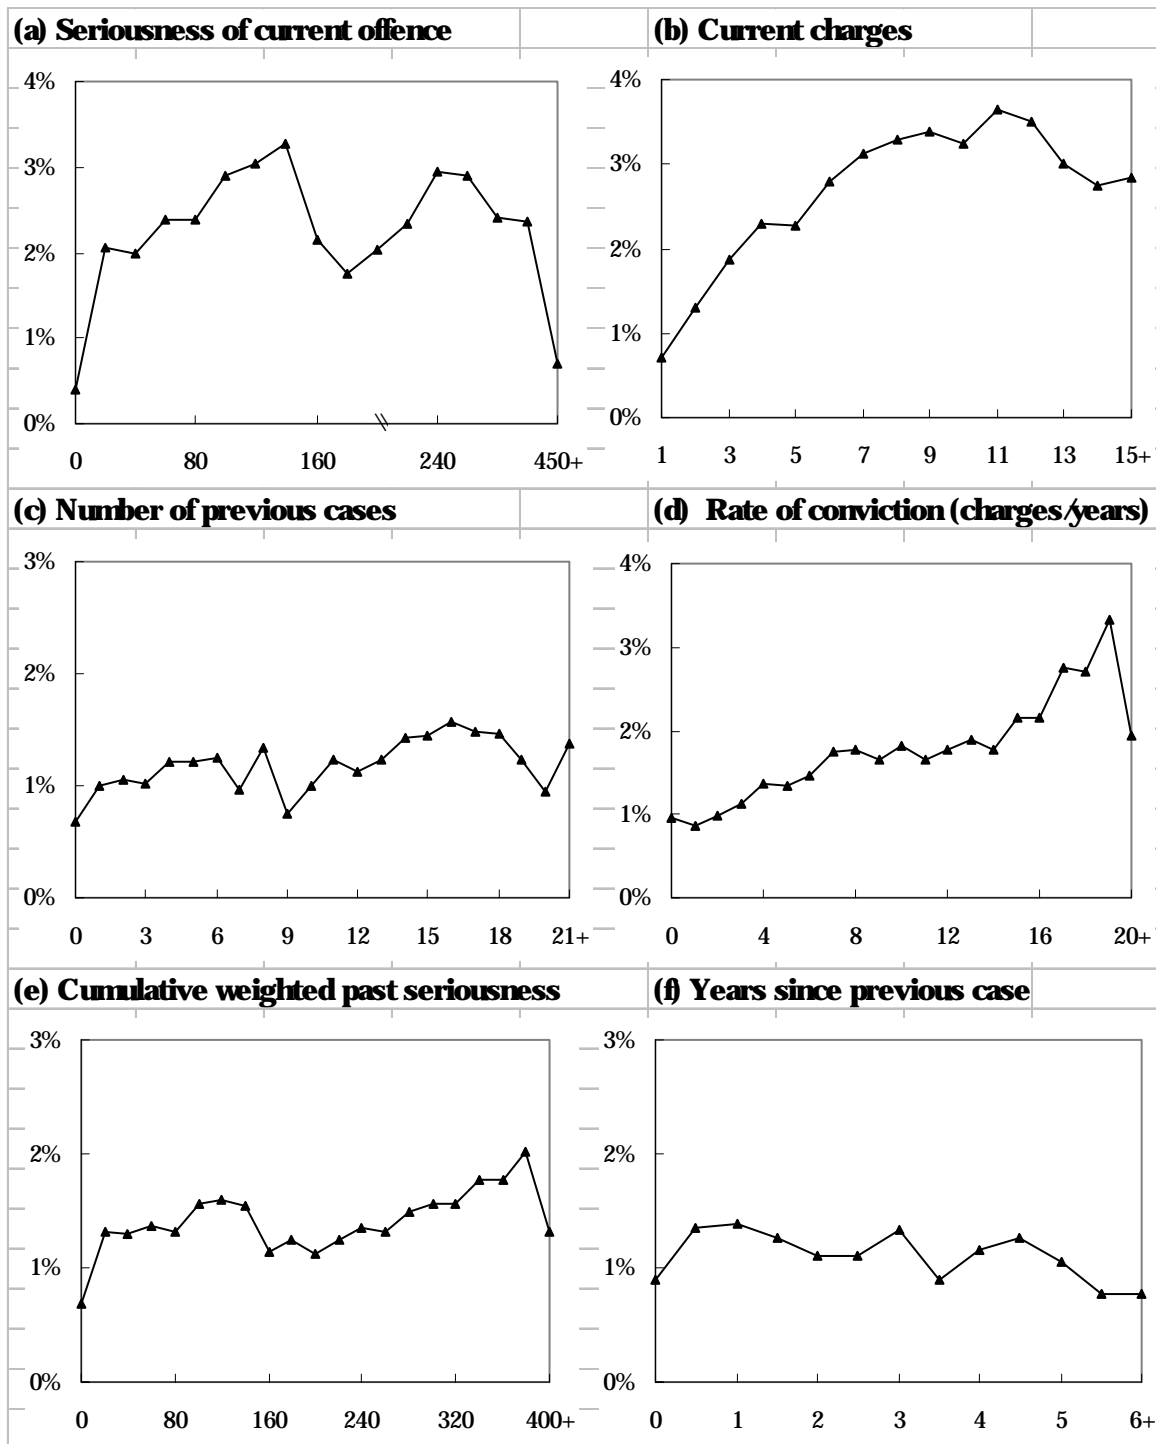 (a) Seriousness of current offence
(b) Current charges
4%
3%
2%
1%
0%
0 80 160 240 450+
4%
3%
2%
1%
0%
1 3 5 7 9 11 13 15+
(c) Number of previous cases
(d) Rate of conviction (charges/years)
3%
2%
1%
0%
0 3 6 9 12 15 18 21+
4%
3%
2%
1%
0%
0 4 8 12 16 20+
(e) Cumulative weighted past seriousness
(f) Years since previous case
3%
2%
1%
0%
0 80 160 240 320 400+
3%
2%
1%
0%
0 1 2 3 4 5 6+